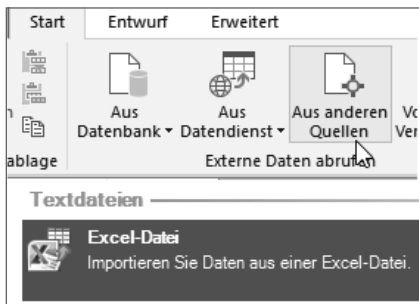 Start Entwurf Erweitert
Aus Datenbank
Aus Datendienst
Aus anderen Quellen
ablage
Externe Daten abrufen
Textdateien
Excel-Datei
Importieren Sie Daten aus einer Excel-Datei.